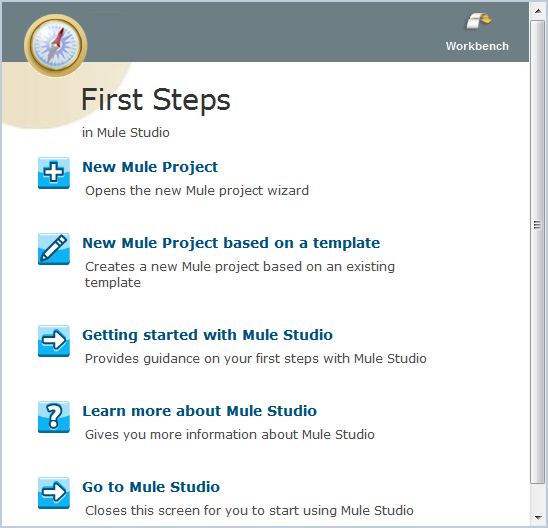 Workbench
First Steps
in Mule Studio
New Mule Project
Opens the new Mule project wizard
New Mule Project based on a template
Creates a new Mule project based on an existing
template
Getting started with Mule Studio
Provides guidance on your first steps with Mule Studio
Learn more about Mule Studio
Gives you more information about Mule Studio
Go to Mule Studio
Closes this screen for you to start using Mule Studio